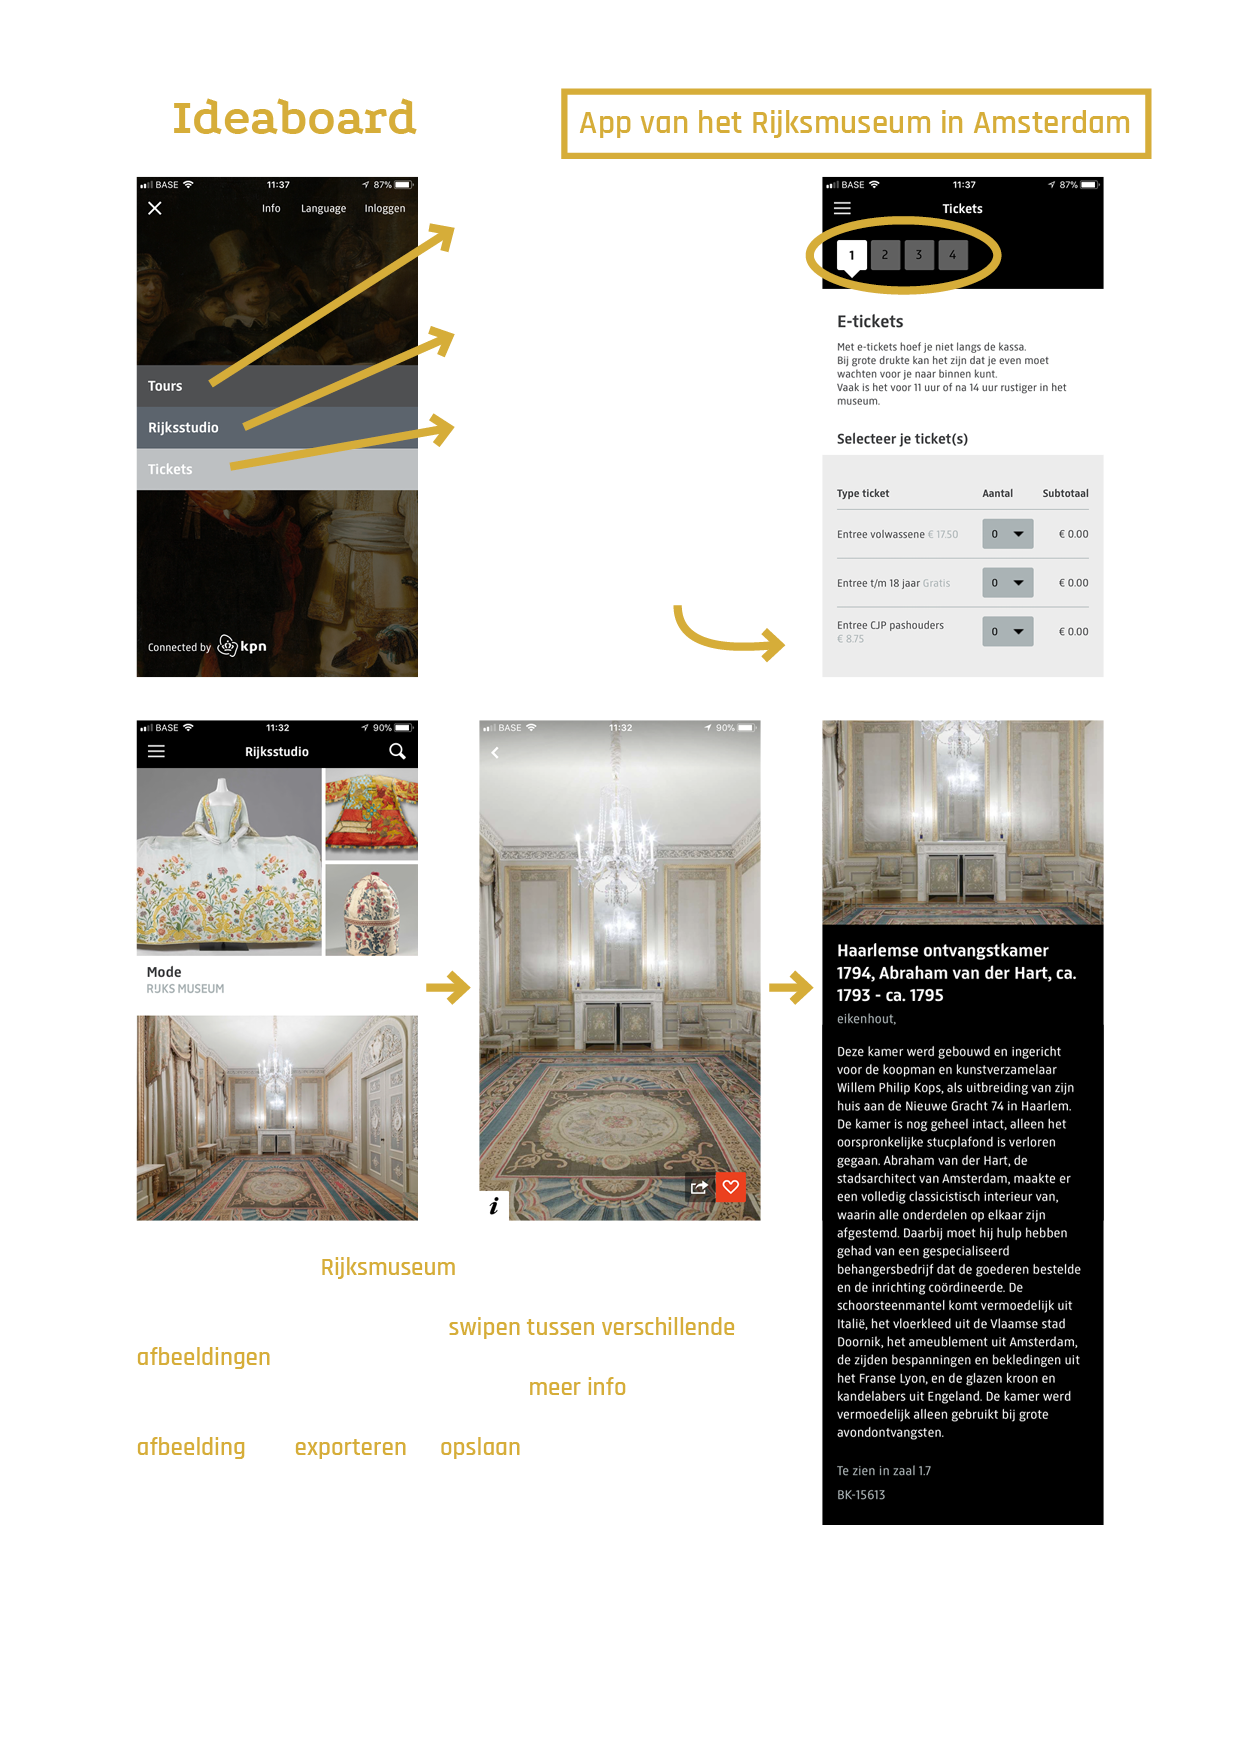 Ideaboard
App van het Rijksmuseum in Amsterdam
BASE 11:37 87%
Info Language Inloggen
Tours
Rijksstudio
Tickets
Connected by kpn
BASE 11:37 87%
Tickets
1 2 3 4
E-tickets
Met e-tickets hoef je niet langs de kassa.
Bij grote drukte kan het zijn dat je even moet
wachten voor je naar binnen kunt.
Vaak is het voor 11 uur of na 14 uur rustiger in het
museum.
Selecteer je ticket(s)
Type ticket Aantal Subtotaal
Entree volwassene € 17.50 0 € 0.00
Entree t/m 18 jaar Gratis 0 € 0.00
Entree CJP pashouders
€ 8.75 0 € 0.00
BASE 11:32 90%
Rijksstudio
Mode
RIJKS MUSEUM
BASE 11:32 90%
i
Haarlemse ontvangstkamer
1794, Abraham van der Hart, ca.
1793 - ca. 1795
eikenhout,
Deze kamer werd gebouwd en ingericht
voor de koopman en kunstverzamelaar
Willem Philip Kops, als uitbreiding van zijn
huis aan de Nieuwe Gracht 74 in Haarlem.
De kamer is nog geheel intact, alleen het
oorspronkelijke stucplafond is verloren
gegaan. Abraham van der Hart, de
stadsarchitect van Amsterdam, maakte er
een volledig classicistisch interieur van,
waarin alle onderdelen op elkaar zijn
afgestemd. Daarbij moet hij hulp hebben
gehad van een gespecialiseerd
behangersbedrijf dat de goederen bestelde
en de inrichting coördineerde. De
schoorsteenmantel komt vermoedelijk uit
Italië, het vloerkleed uit de Vlaamse stad
Doornik, het ameublement uit Amsterdam,
de zijden bespanningen en bekledingen uit
het Franse Lyon, en de glazen kroon en
kandelabers uit Engeland. De kamer werd
vermoedelijk alleen gebruikt bij grote
avondontvangsten.
Te zien in zaal 1.7
BK-15613
Rijksmuseum
swipen tussen verschillende
afbeeldingen
meer info
afbeelding exporteren opslaan